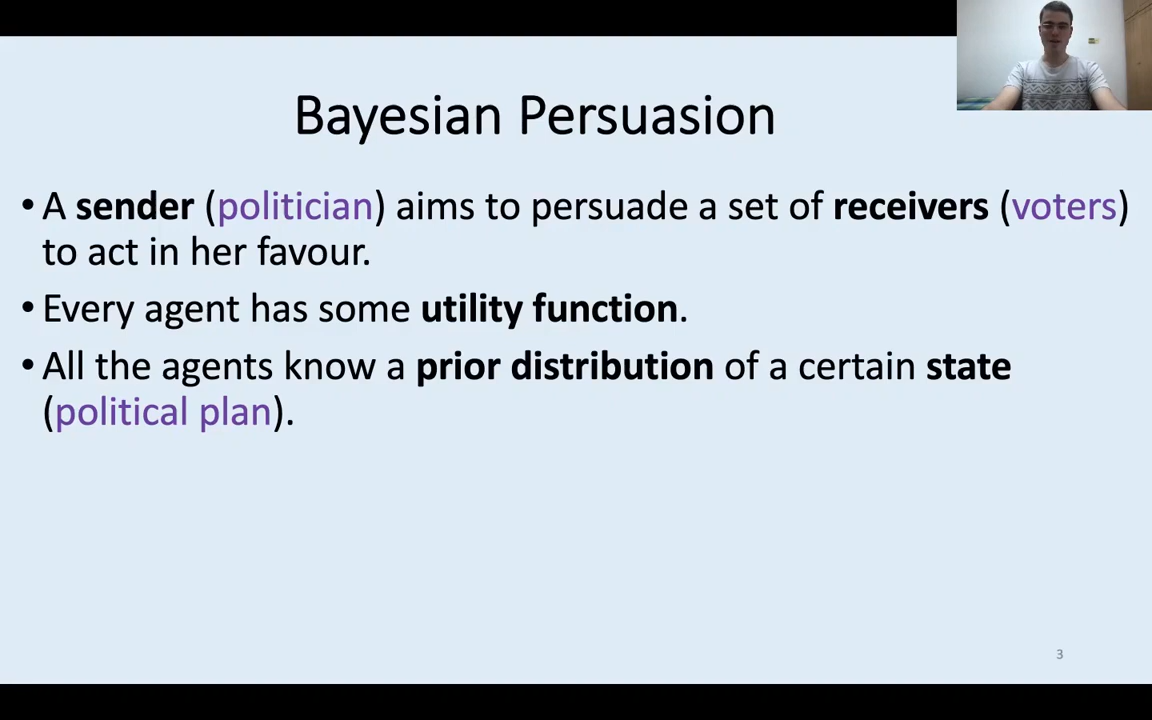 Bayesian Persuasion
• A sender (politician) aims to persuade a set of receivers (voters)
to act in her favour.
• Every agent has some utility function.
• All the agents know a prior distribution of a certain state
(political plan).
3